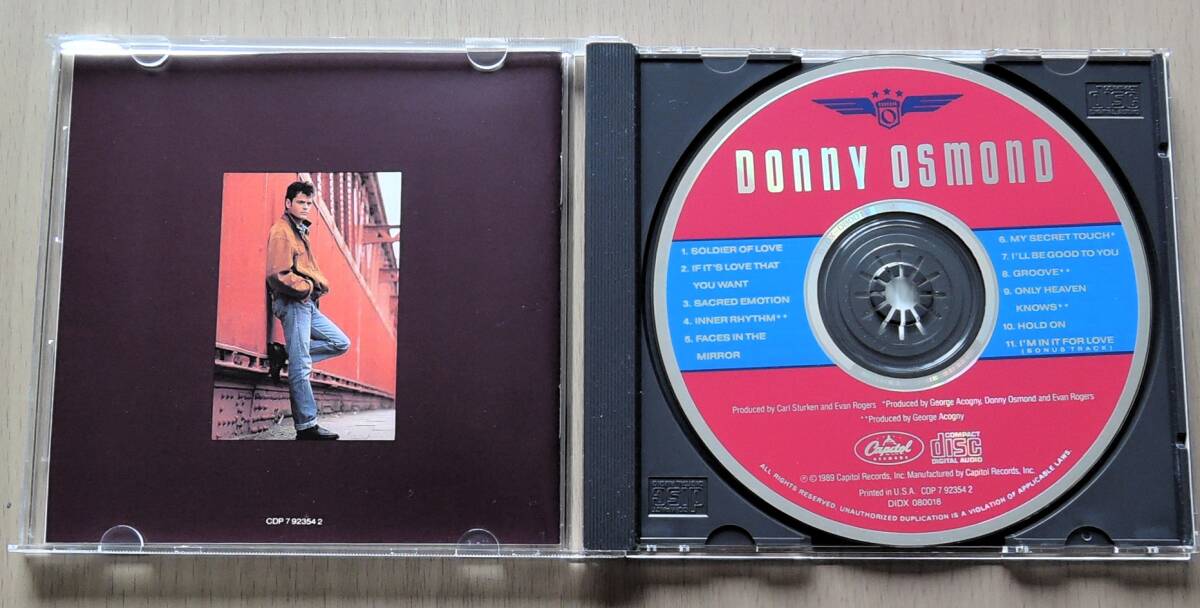 CDP 7 92354 2
DONNY OSMOND
1. SOLDIER OF LOVE
2. IF IT'S LOVE THAT
YOU WANT
3. SACRED EMOTION
4. INNER RHYTHM**
5. FACES IN THE
MIRROR
6. MY SECRET TOUCH*
7. I'LL BE GOOD TO YOU
8. GROOVE**
9. ONLY HEAVEN
KNOWS**
10. HOLD ON
11. I'M IN IT FOR LOVE
(BONUS TRACK)
Produced by Carl Sturken and Evan Rogers *Produced by George Acogny, Donny Osmond and Evan Rogers
**Produced by George Acogny
Capitol
RECORDS
COMPACT
disc
DIGITAL AUDIO
℗ © 1989 Capitol Records, Inc. Manufactured by Capitol Records, Inc.
Printed in U.S.A. CDP 7 92354 2
DIDX 080016
ALL RIGHTS RESERVED. UNAUTHORIZED DUPLICATION IS A VIOLATION OF APPLICABLE LAWS.